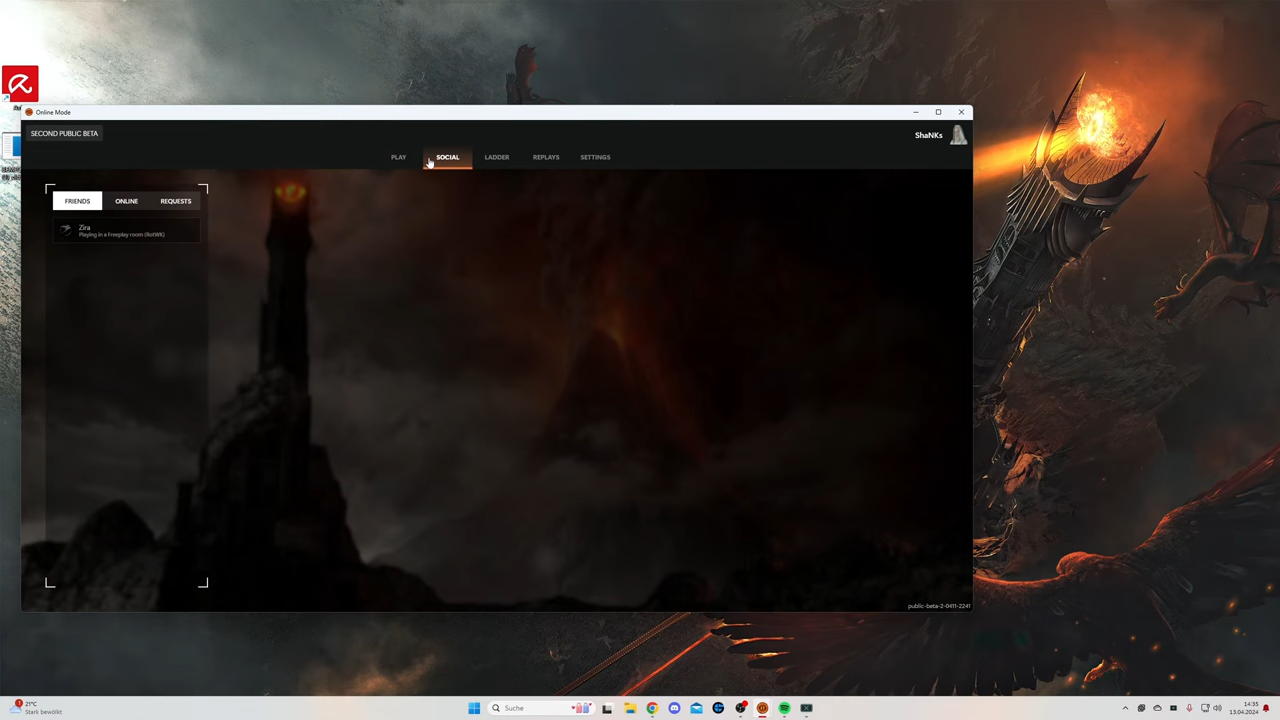 Online Mode
SECOND PUBLIC BETA
ShaNKs
PLAY SOCIAL LADDER REPLAYS SETTINGS
FRIENDS ONLINE REQUESTS
Zira
Playing in a Freeplay room (RotWK)
public-beta-2-0411-2241
1
21°C
Stark bewölkt
Suche
14:35
13.04.2024